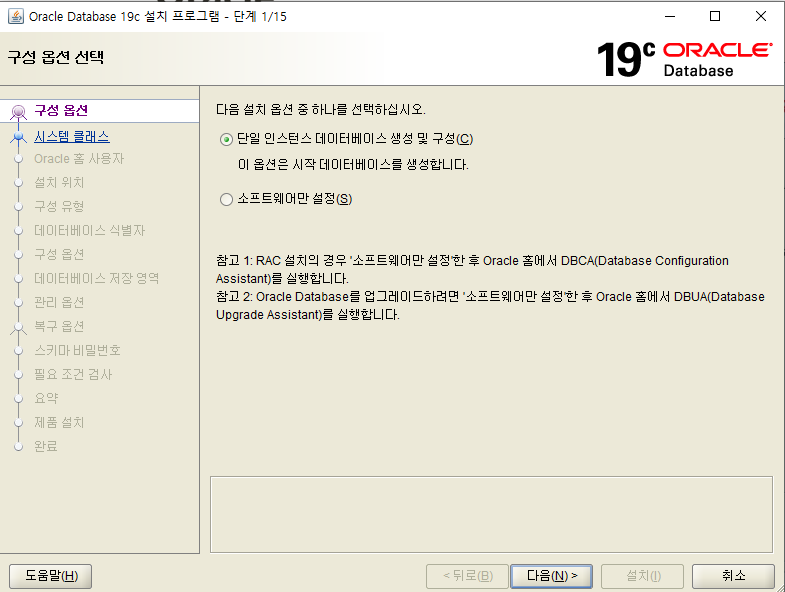 Oracle Database 19c 설치 프로그램 - 단계 1/15
구성 옵션 선택
19c ORACLE
Database
구성 옵션
시스템 클래스
Oracle 홈 사용자
설치 위치
구성 유형
데이터베이스 식별자
구성 옵션
데이터베이스 저장 영역
관리 옵션
복구 옵션
스키마 비밀번호
필요 조건 검사
요약
제품 설치
완료
다음 설치 옵션 중 하나를 선택하십시오.
단일 인스턴스 데이터베이스 생성 및 구성(C)
이 옵션은 시작 데이터베이스를 생성합니다.
소프트웨어만 설정(S)
참고 1: RAC 설치의 경우 '소프트웨어만 설정'한 후 Oracle 홈에서 DBCA(Database Configuration
Assistant)를 실행합니다.
참고 2: Oracle Database를 업그레이드하려면 '소프트웨어만 설정'한 후 Oracle 홈에서 DBUA(Database
Upgrade Assistant)를 실행합니다.
도움말(H)
< 뒤로(B)
다음(N) >
설치(I)
취소